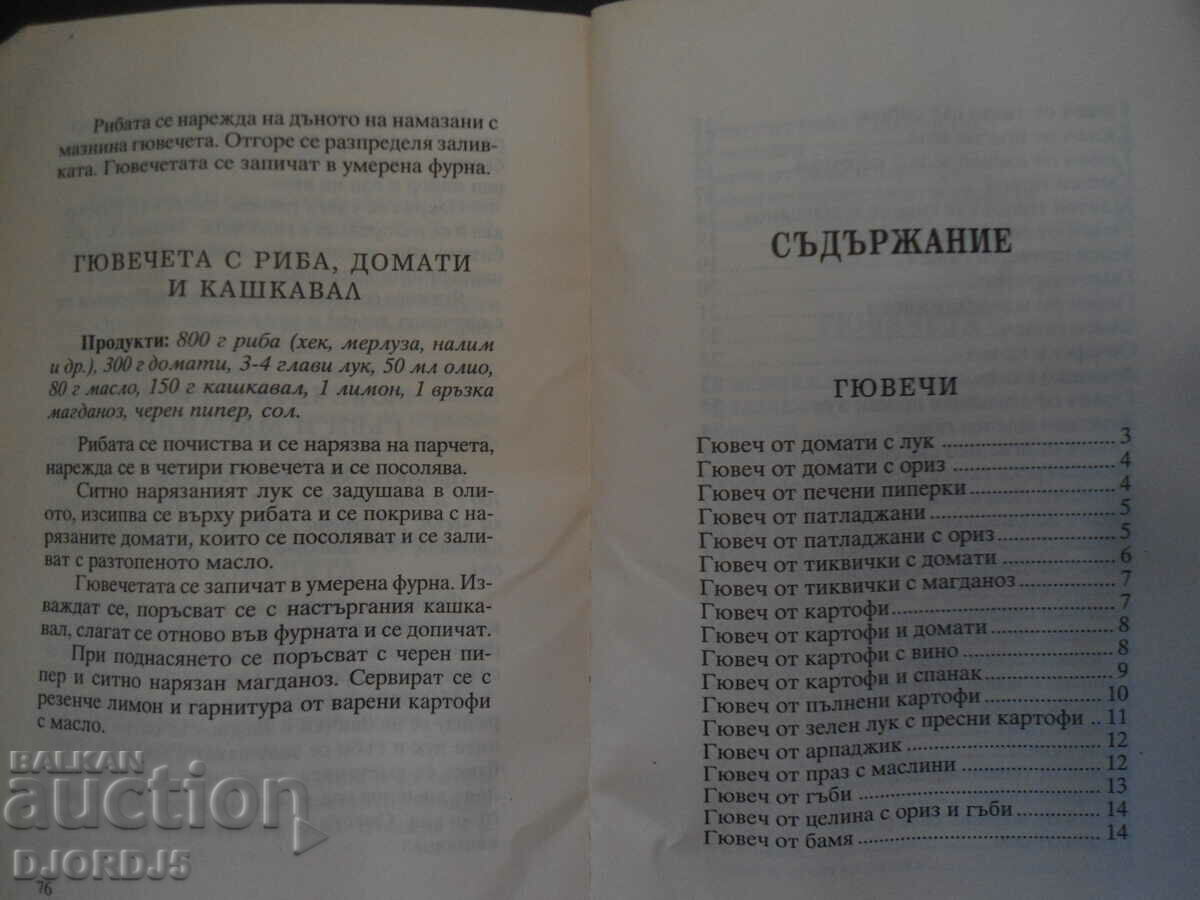 Рибата се нарежда на дъното на намазани с
мазнина гювечета. Отгоре се разпределя залив-
ката. Гювечетата се запичат в умерена фурна.
ГЮВЕЧЕТА С РИБА, ДОМАТИ
И КАШКАВАЛ
Продукти: 800 г риба (хек, мерлуза, налим
и др.), 300 г домати, 3-4 глави лук, 50 мл олио,
80 г масло, 150 г кашкавал, 1 лимон, 1 връзка
магданоз, черен пипер, сол.
Рибата се почиства и се нарязва на парчета,
нарежда се в четири гювечета и се посолява.
Ситно нарязаният лук се задушава в оли-
ото, изсипва се върху рибата и се покрива с на-
рязаните домати, които се посоляват и се зали-
ват с разтопеното масло.
Гювечетата се запичат в умерена фурна. Из-
важдат се, поръсват се с настъргания кашка-
вал, слагат се отново във фурната и се допичат.
При поднасянето се поръсват с черен пи-
пер и ситно нарязан магданоз. Сервират се с
резенче лимон и гарнитура от варени картофи
с масло.
76
СЪДЪРЖАНИЕ
ГЮВЕЧИ
Гювеч от домати с лук ........................ 3
Гювеч от домати с ориз ...................... 4
Гювеч от печени пиперки .................... 4
Гювеч от патладжани ......................... 5
Гювеч от патладжани с ориз ................ 5
Гювеч от тиквички с домати ................ 6
Гювеч от тиквички с магданоз ............. 7
Гювеч от картофи .............................. 7
Гювеч от картофи и домати ................. 8
Гювеч от картофи с вино ..................... 8
Гювеч от картофи и спанак .................. 9
Гювеч от пълнени картофи ................. 10
Гювеч от зелен лук с пресни картофи .. 11
Гювеч от арпаджик ............................ 12
Гювеч от праз с маслини ..................... 12
Гювеч от гъби ................................... 13
Гювеч от целина с ориз и гъби ............. 14
Гювеч от бамя ................................... 14
BALKAN
auction
DJORDJ5